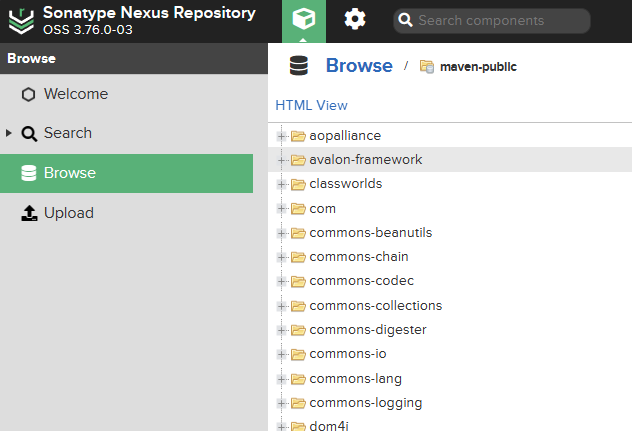 Sonatype Nexus Repository
OSS 3.76.0-03
Search components
Browse
Welcome
Search
Browse
Upload
Browse / maven-public
HTML View
aopalliance
avalon-framework
classworlds
com
commons-beanutils
commons-chain
commons-codec
commons-collections
commons-digester
commons-io
commons-lang
commons-logging
dom4j